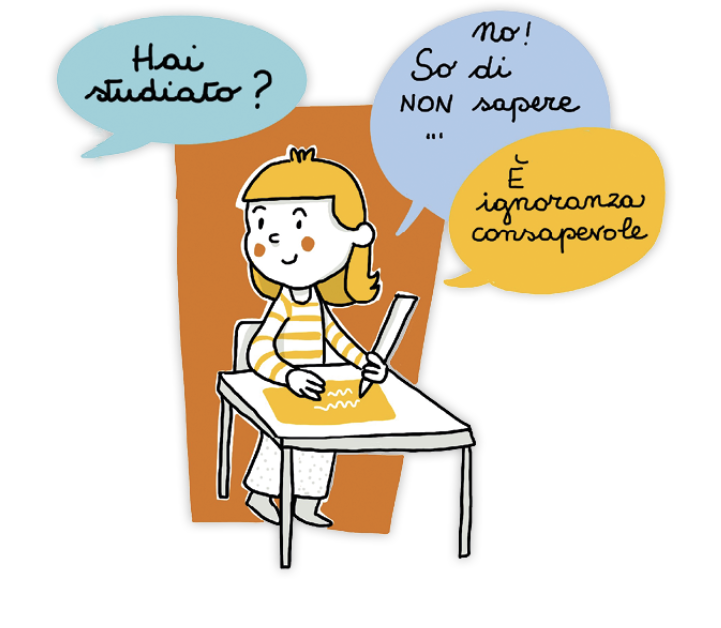 Hai
studiato?
No!
So di
NON sapere
...
È
ignoranza
consapevole